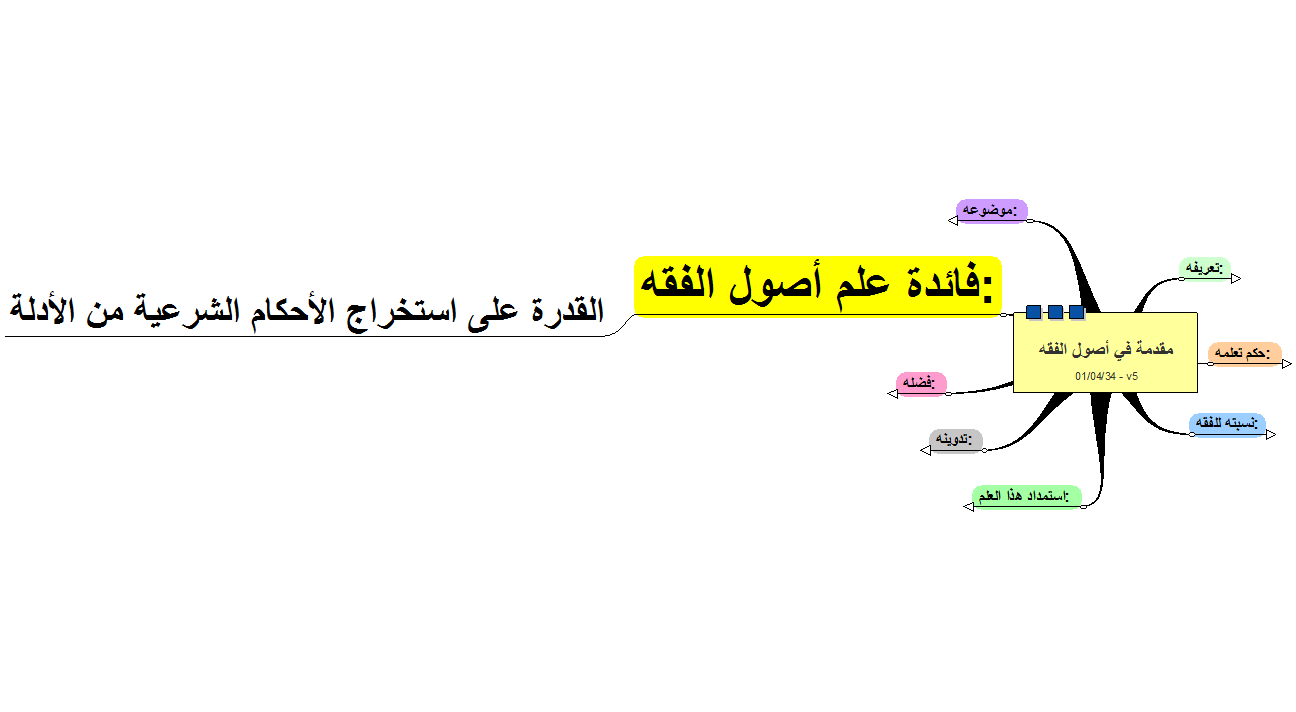 موضوعه:
تعريفه:
فائدة علم أصول الفقه:
القدرة على استخراج الأحكام الشرعية من الأدلة
مقدمة في أصول الفقه
01/04/34 - v5
حكم تعلمه:
فضله:
نسبته للفقه:
تدوينه:
استمداد هذا العلم: